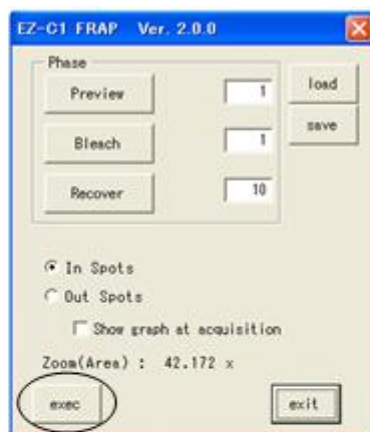 EZ-C1 FRAP Ver. 2.0.0
Phase
Preview 1 load
Bleach 1 save
Recover 10
In Spots
Out Spots
Show graph at acquisition
Zoom(Area) : 42.172 x
exec exit